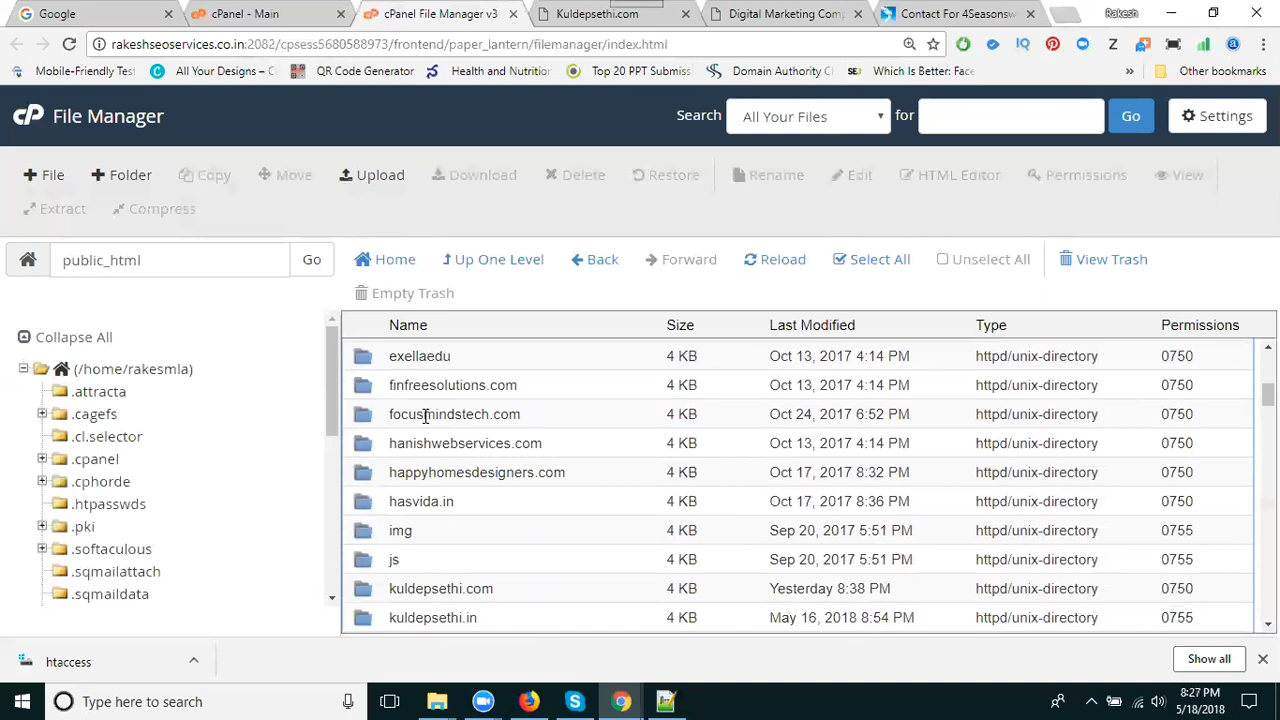 Google
cPanel - Main
cPanel File Manager v3
Kuldepsethi.com
Digital Marketing Comp
Contact For 4Seasonsw
Rakesh
rakeshseoservices.co.in:2082/cpsess5680588973/frontend/paper_lantern/filemanager/index.html
Mobile-Friendly Test
All Your Designs –
QR Code Generator
Health and Nutrition
Top 20 PPT Submiss
Domain Authority C
Which Is Better: Face
Other bookmarks
cP File Manager
Search
All Your Files
for
Go
Settings
File
Folder
Copy
Move
Upload
Download
Delete
Restore
Rename
Edit
HTML Editor
Permissions
View
Extract
Compress
public_html
Go
Home
Up One Level
Back
Forward
Reload
Select All
Unselect All
View Trash
Empty Trash
Collapse All
(/home/rakesmla)
.attracta
.cagefs
.cl.selector
.cpanel
.cphorde
.htpasswds
.pki
.softaculous
.sqmailattach
.sqmaildata
Name Size Last Modified Type Permissions
exellaedu 4 KB Oct 13, 2017 4:14 PM httpd/unix-directory 0750
finfreesolutions.com 4 KB Oct 13, 2017 4:14 PM httpd/unix-directory 0750
focusmindstech.com 4 KB Oct 24, 2017 6:52 PM httpd/unix-directory 0750
hanishwebservices.com 4 KB Oct 13, 2017 4:14 PM httpd/unix-directory 0750
happyhomesdesigners.com 4 KB Oct 17, 2017 8:32 PM httpd/unix-directory 0750
hasvida.in 4 KB Oct 17, 2017 8:36 PM httpd/unix-directory 0750
img 4 KB Sep 20, 2017 5:51 PM httpd/unix-directory 0755
js 4 KB Sep 20, 2017 5:51 PM httpd/unix-directory 0755
kuldepsethi.com 4 KB Yesterday 8:38 PM httpd/unix-directory 0750
kuldepsethi.in 4 KB May 16, 2018 8:54 PM httpd/unix-directory 0755
htaccess
Show all
Type here to search
8:27 PM
5/18/2018